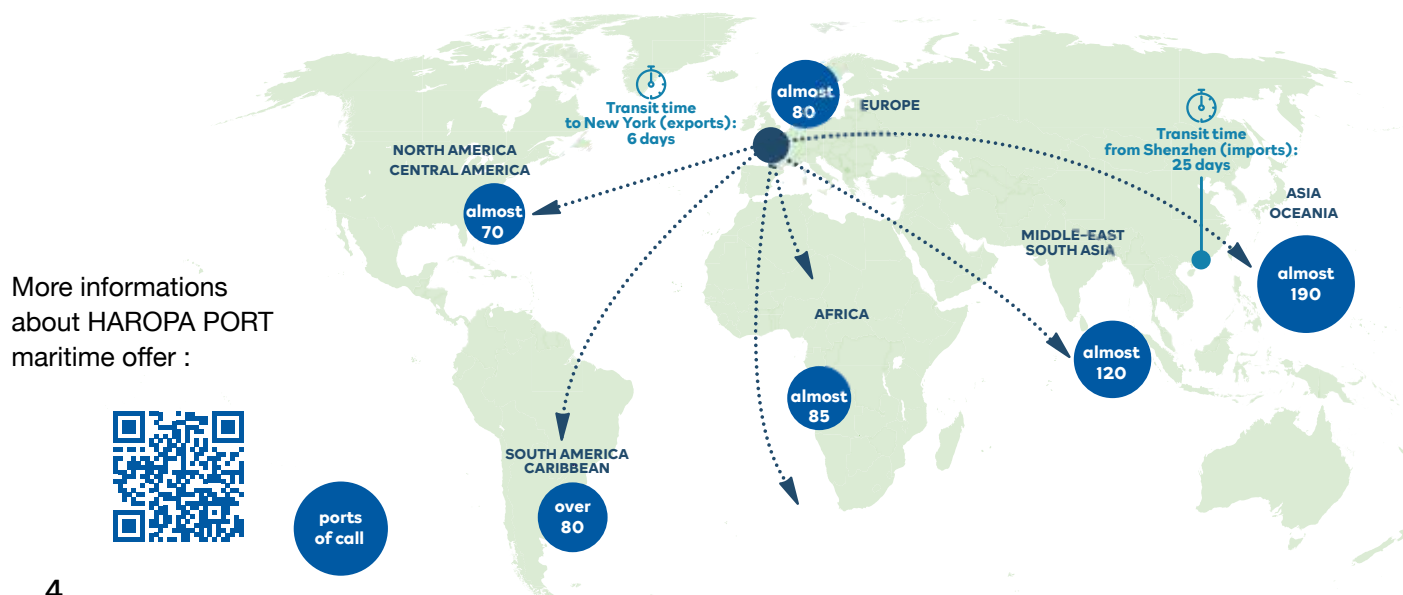 almost
80
EUROPE
Transit time
to New York (exports):
6 days
Transit time
from Shenzhen (imports):
25 days
NORTH AMERICA
CENTRAL AMERICA
almost
70
ASIA
OCEANIA
MIDDLE-EAST
SOUTH ASIA
almost
190
More informations
about HAROPA PORT
maritime offer :
AFRICA
almost
120
almost
85
SOUTH AMERICA
CARIBBEAN
over
80
ports
of call
4